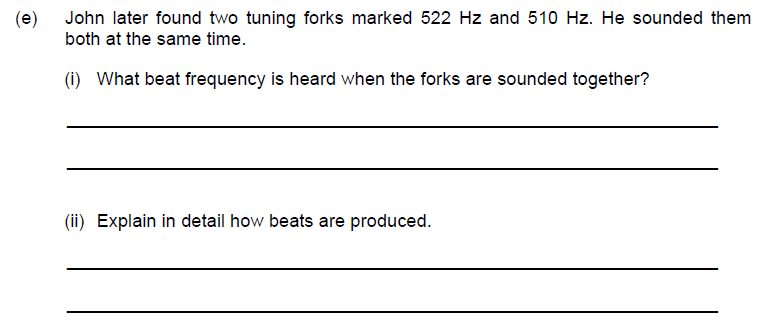 (e) John later found two tuning forks marked 522 Hz and 510 Hz. He sounded them
both at the same time.
(i) What beat frequency is heard when the forks are sounded together?
(ii) Explain in detail how beats are produced.